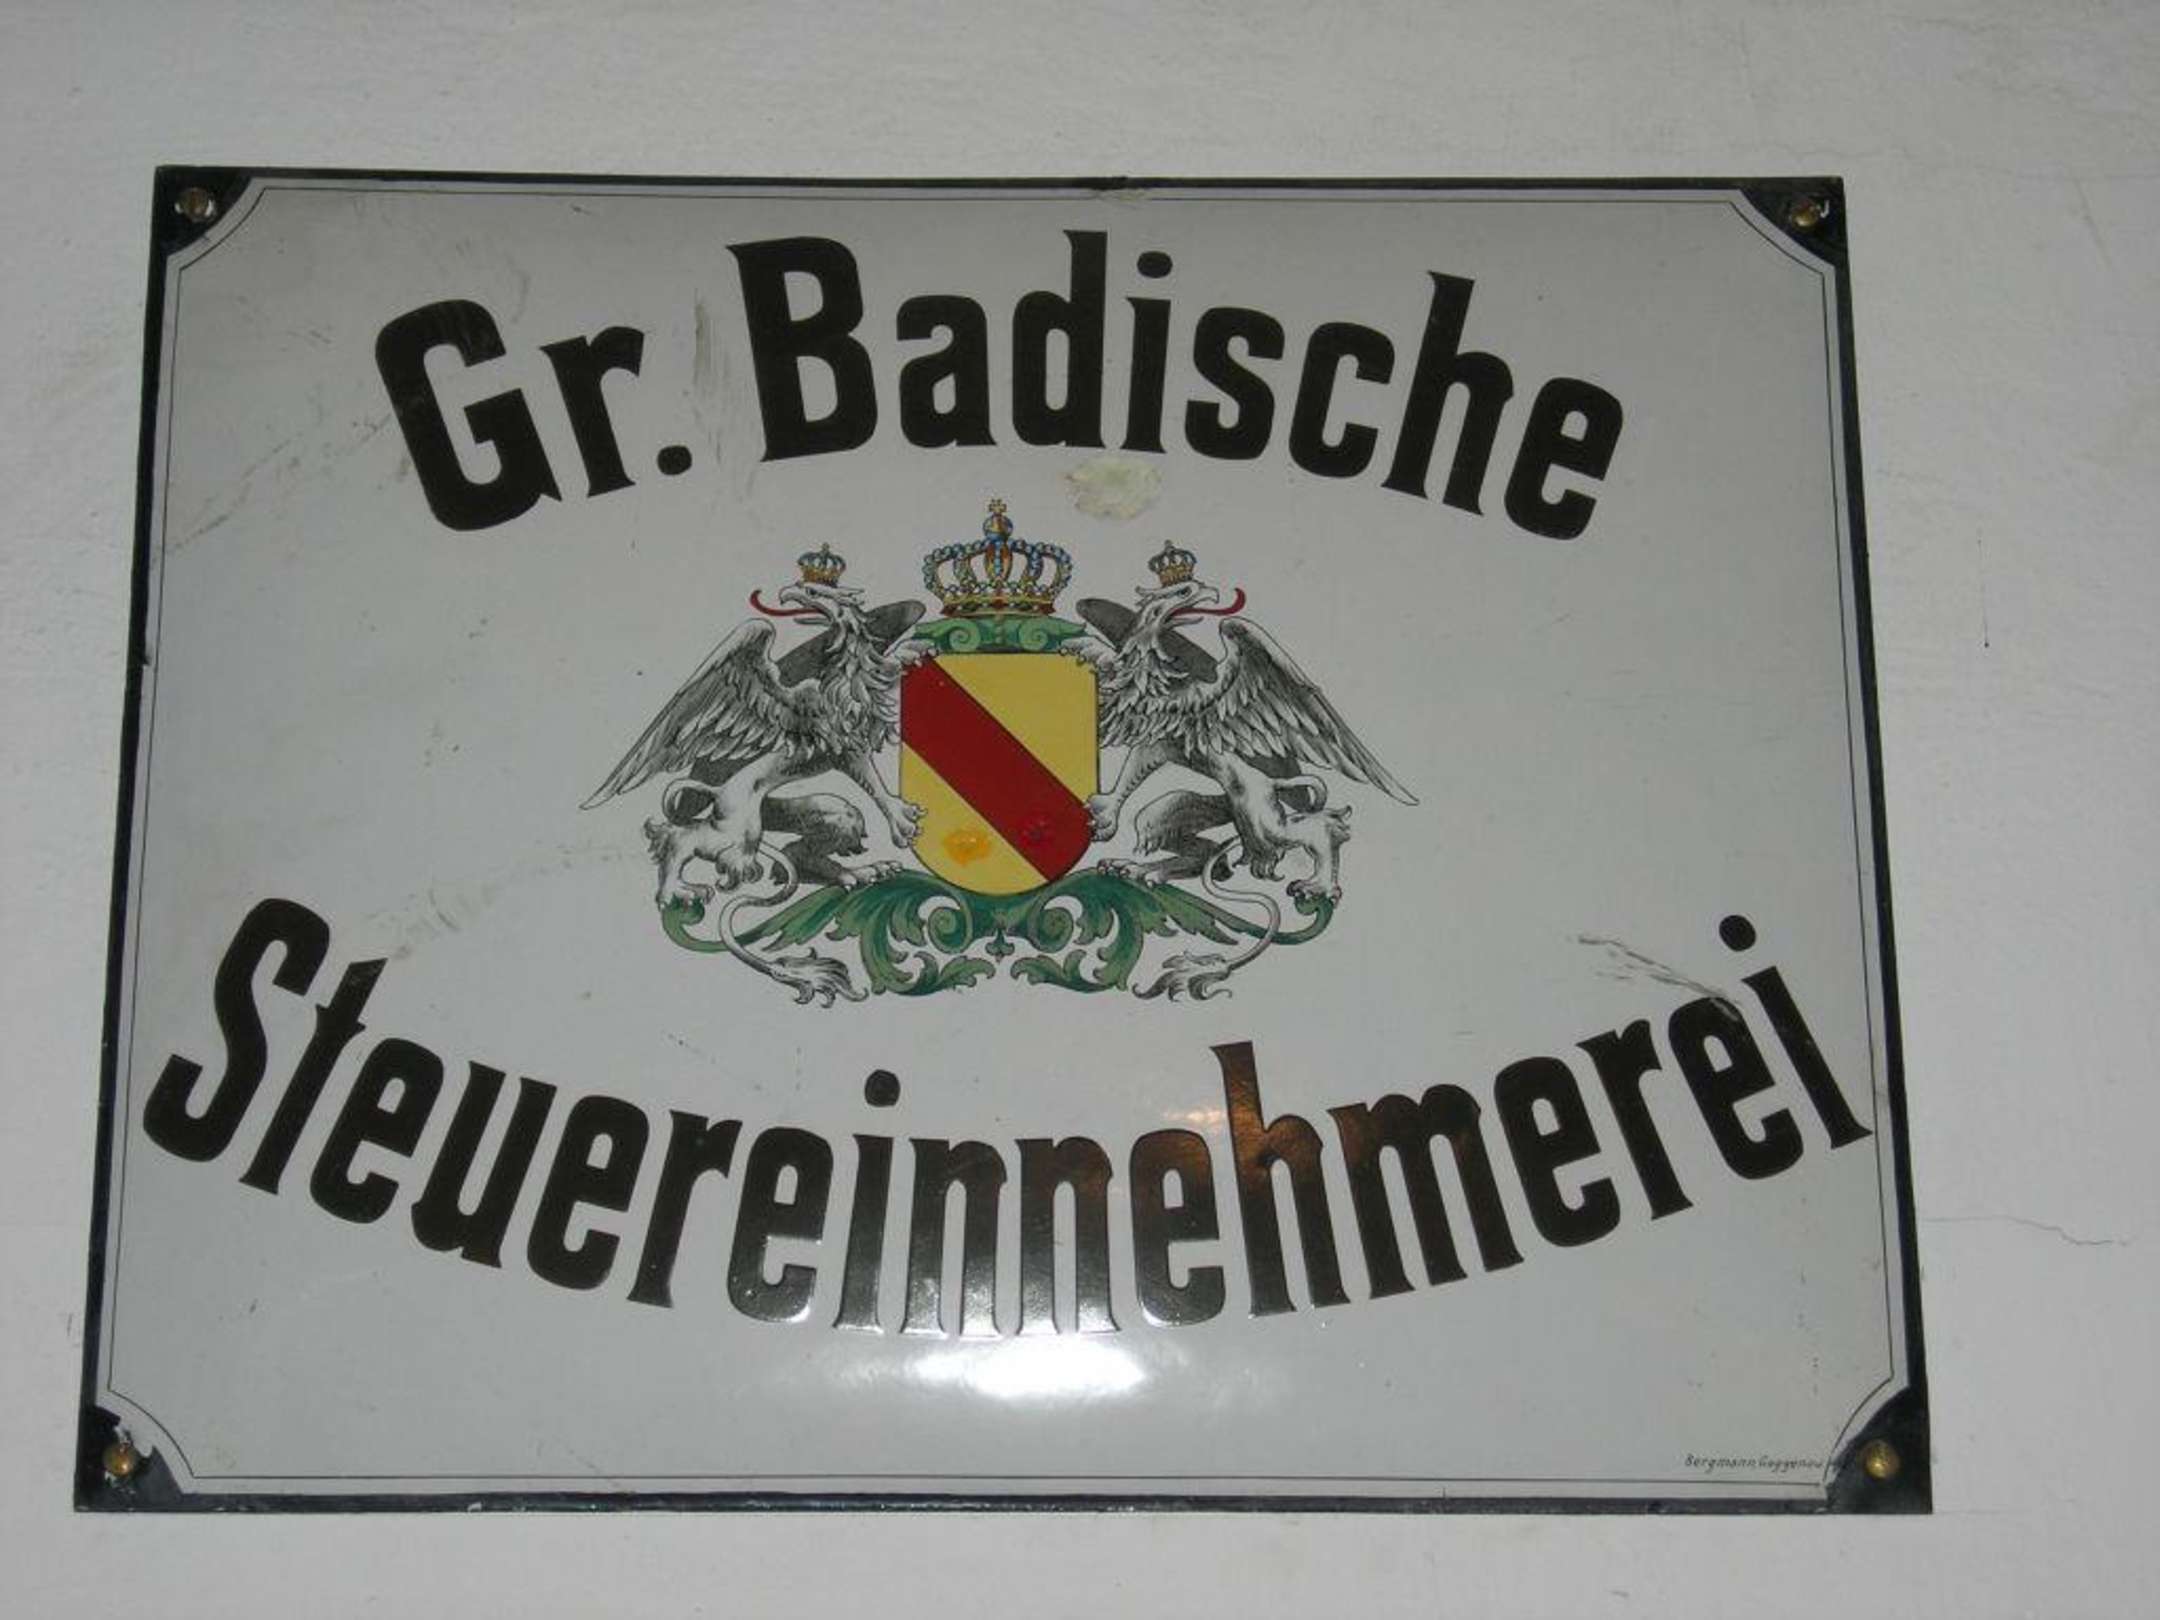 Gr. Badische
Steuereinnehmerei
Bergmann, Gaggenau